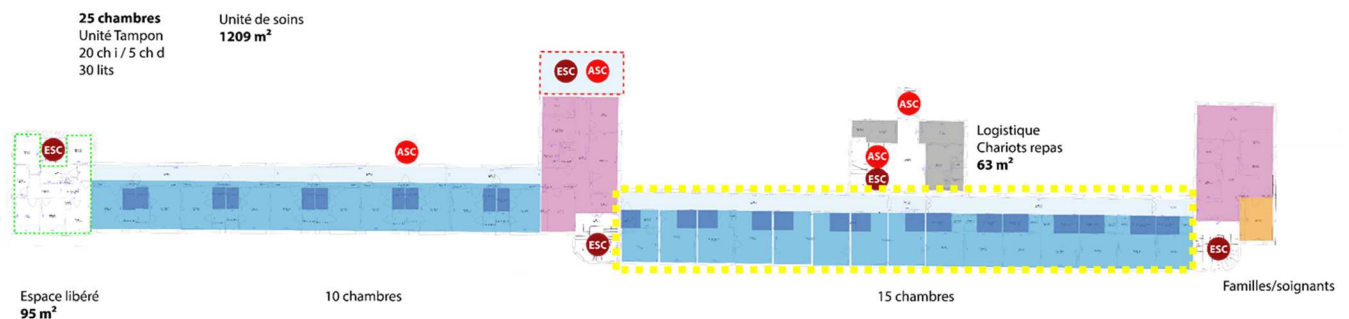 25 chambres
Unité Tampon
20 ch i / 5 ch d
30 lits
Unité de soins
1209 m²
ESC
ASC
ESC
ASC
ASC
ASC
ESC
Logistique
Chariots repas
63 m²
ESC
ESC
Espace libéré
95 m²
10 chambres
15 chambres
Familles/soignants